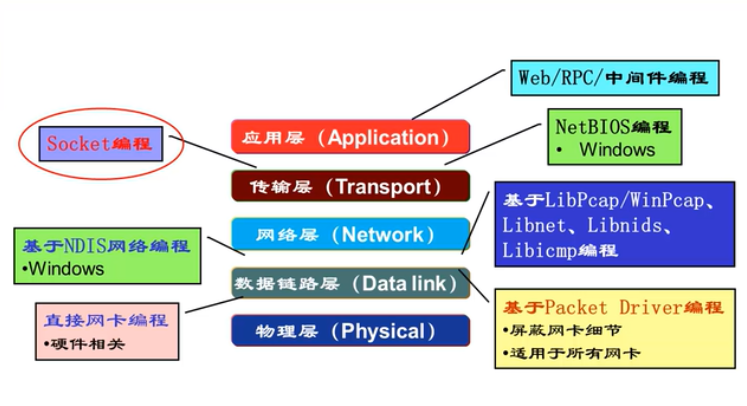 Web/RPC/中间件编程
NetBIOS编程
• Windows
Socket编程
应用层（Application）
传输层（Transport）
网络层（Network）
数据链路层（Data link）
物理层（Physical）
基于LibPcap/WinPcap、
Libnet、Libnids、
Libicmp编程
基于NDIS网络编程
•Windows
直接网卡编程
•硬件相关
基于Packet Driver编程
•屏蔽网卡细节
•适用于所有网卡